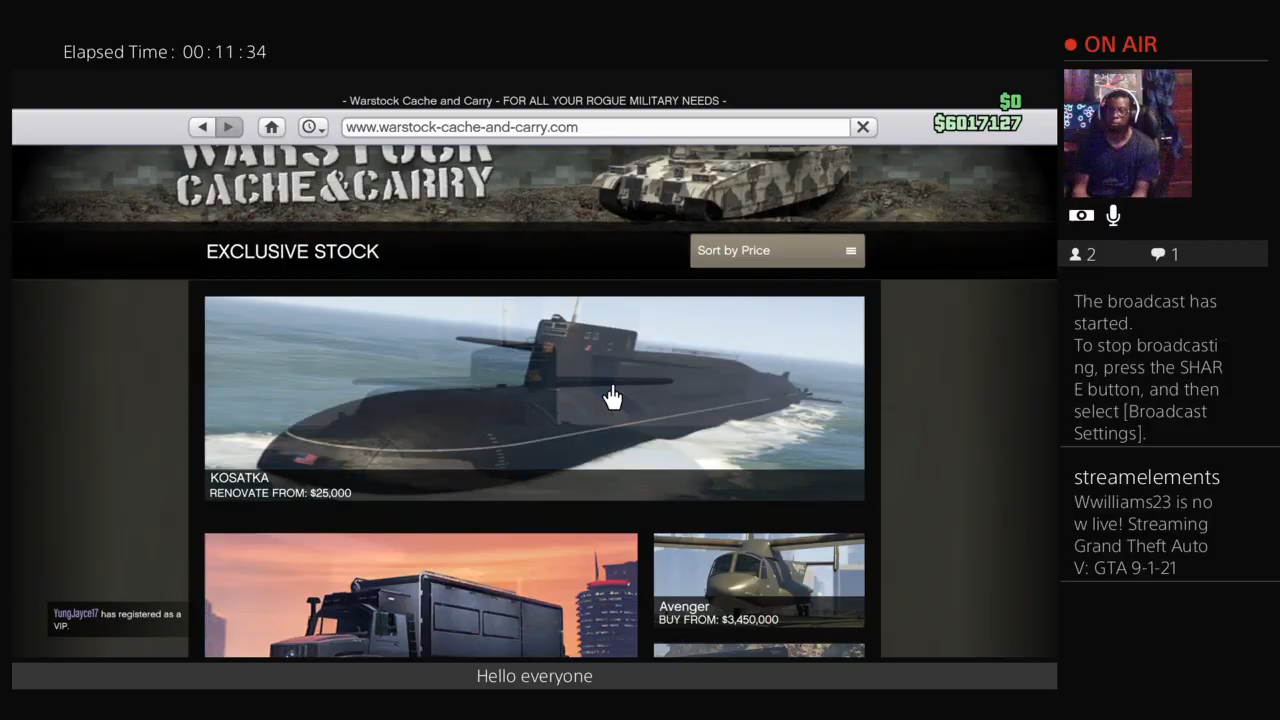 Elapsed Time: 00:11:34
ON AIR
- Warstock Cache and Carry - FOR ALL YOUR ROGUE MILITARY NEEDS -
$0
www.warstock-cache-and-carry.com
$6017127
WARSTOCK
CACHE&CARRY
EXCLUSIVE STOCK
Sort by Price
2
1
The broadcast has
started.
To stop broadcasti
ng, press the SHAR
E button, and then
select [Broadcast
Settings].
KOSATKA
RENOVATE FROM: $25,000
streamelements
Wwilliams23 is no
w live! Streaming
Grand Theft Auto
V: GTA 9-1-21
Avenger
BUY FROM: $3,450,000
YungJayce17 has registered as a
VIP.
Hello everyone